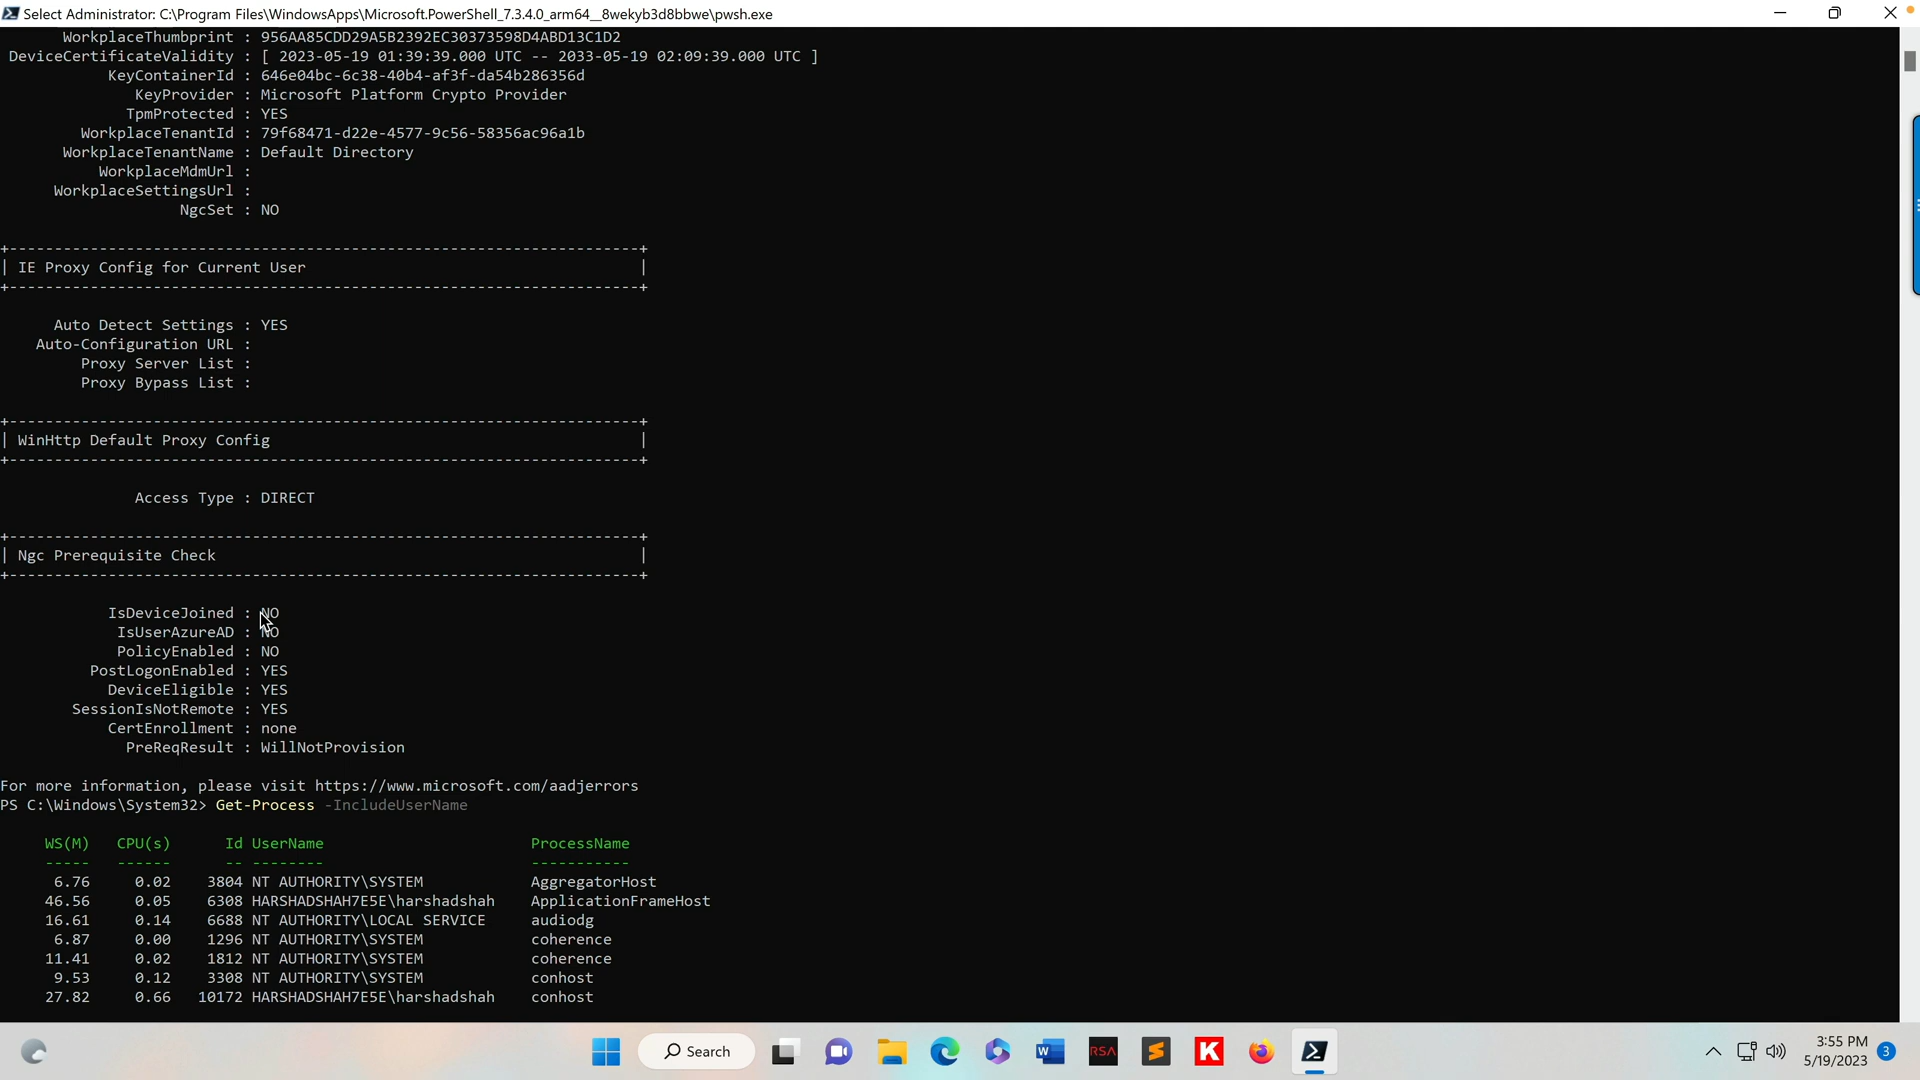 Select Administrator: C:\Program Files\WindowsApps\Microsoft.PowerShell_7.3.4.0_arm64__8wekyb3d8bbwe\pwsh.exe
WorkplaceThumbprint : 956AA85CDD29A5B2392EC30373598D4ABD13C1D2
DeviceCertificateValidity : [ 2023-05-19 01:39:39.000 UTC -- 2033-05-19 02:09:39.000 UTC ]
KeyContainerId : 646e04bc-6c38-40b4-af3f-da54b286356d
KeyProvider : Microsoft Platform Crypto Provider
TpmProtected : YES
WorkplaceTenantId : 79f68471-d22e-4577-9c56-58356ac96a1b
WorkplaceTenantName : Default Directory
WorkplaceMdmUrl :
WorkplaceSettingsUrl :
NgcSet : NO
+----------------------------------------------------------------------+
| IE Proxy Config for Current User                                     |
+----------------------------------------------------------------------+
Auto Detect Settings : YES
Auto-Configuration URL :
Proxy Server List :
Proxy Bypass List :
+----------------------------------------------------------------------+
| WinHttp Default Proxy Config                                         |
+----------------------------------------------------------------------+
Access Type : DIRECT
+----------------------------------------------------------------------+
| Ngc Prerequisite Check                                               |
+----------------------------------------------------------------------+
IsDeviceJoined : NO
IsUserAzureAD : NO
PolicyEnabled : NO
PostLogonEnabled : YES
DeviceEligible : YES
SessionIsNotRemote : YES
CertEnrollment : none
PreReqResult : WillNotProvision
For more information, please visit https://www.microsoft.com/aadjerrors
PS C:\Windows\System32> Get-Process -IncludeUserName
WS(M) CPU(s) Id UserName ProcessName
----- ------ -- -------- -----------
6.76 0.02 3804 NT AUTHORITY\SYSTEM AggregatorHost
46.56 0.05 6308 HARSHADSHAH7E5E\harshadshah ApplicationFrameHost
16.61 0.14 6688 NT AUTHORITY\LOCAL SERVICE audiodg
6.87 0.00 1296 NT AUTHORITY\SYSTEM coherence
11.41 0.02 1812 NT AUTHORITY\SYSTEM coherence
9.53 0.12 3308 NT AUTHORITY\SYSTEM conhost
27.82 0.66 10172 HARSHADSHAH7E5E\harshadshah conhost
Search
W
RSA
K
3:55 PM
5/19/2023
3